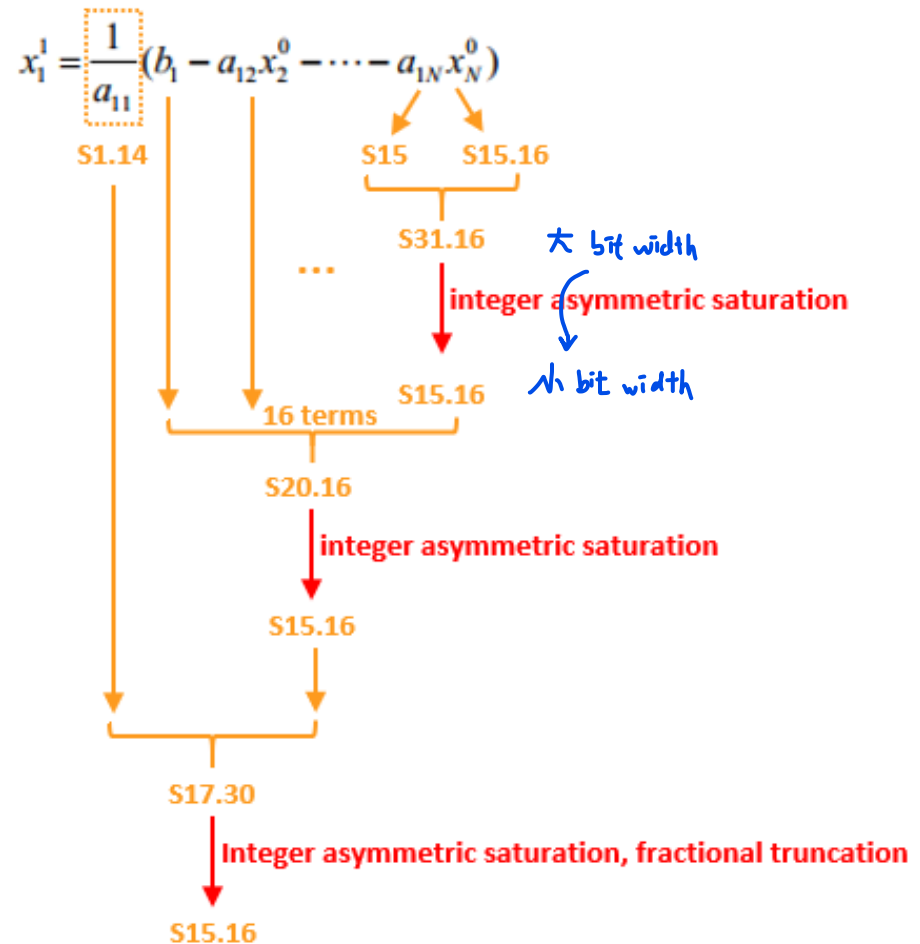 x₁¹ = 1/a₁₁ (b₁ − a₁₂x₂⁰ − ··· − a₁ₙxₙ⁰)
S1.14 S15 S15.16
S31.16
大 bit width
...
integer asymmetric saturation
小 bit width
S15.16
16 terms
S20.16
integer asymmetric saturation
S15.16
S17.30
Integer asymmetric saturation, fractional truncation
S15.16